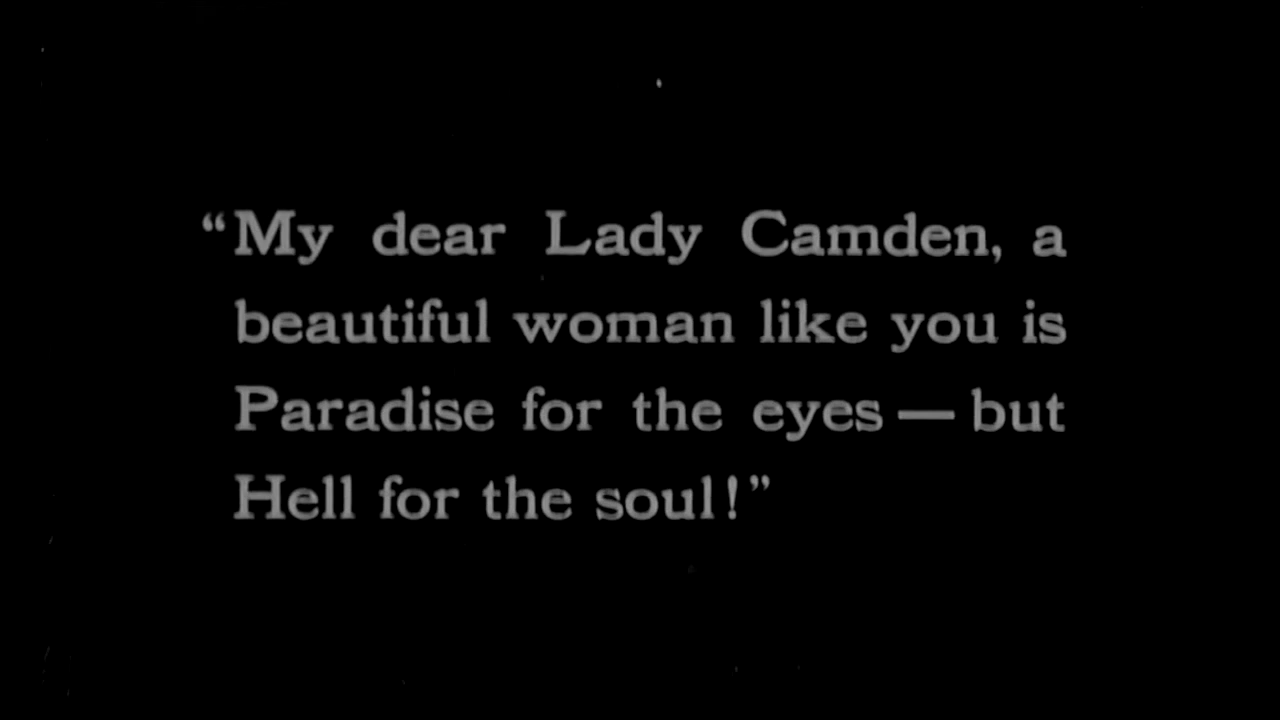 “My dear Lady Camden, a
beautiful woman like you is
Paradise for the eyes — but
Hell for the soul!”